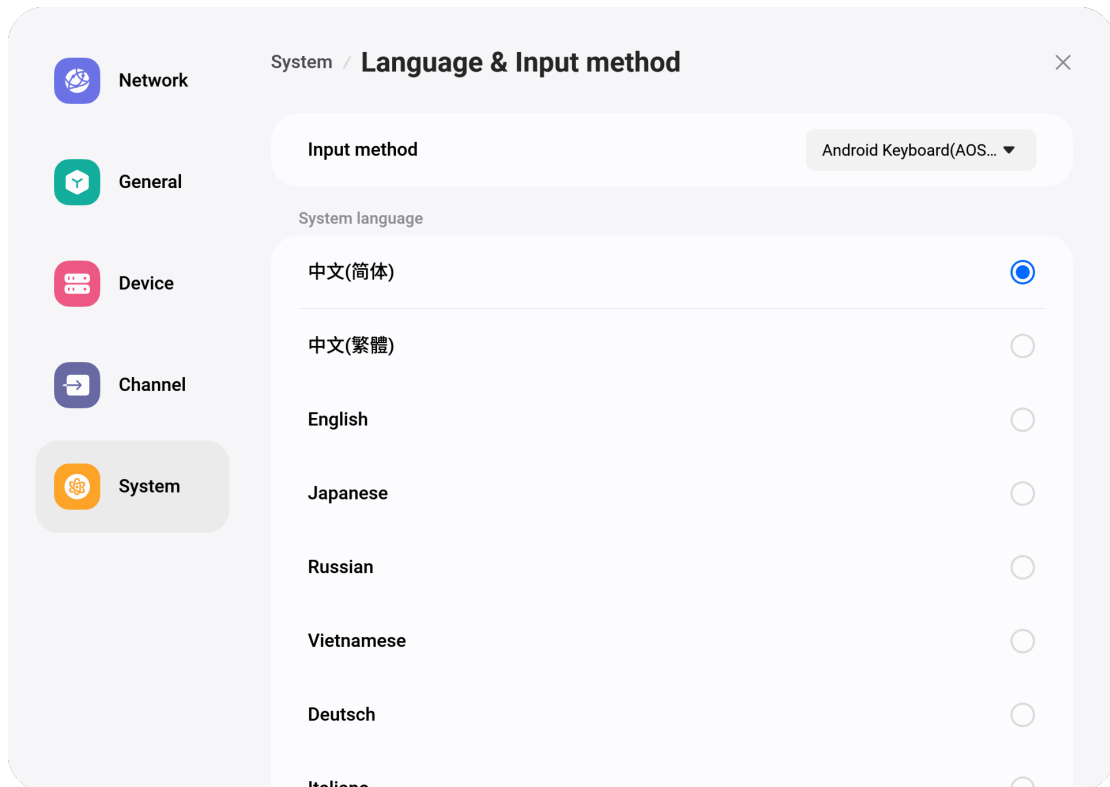 System / Language & Input method
Network
General
Device
Channel
System
Input method
Android Keyboard(AOS...
System language
中文(简体)
中文(繁體)
English
Japanese
Russian
Vietnamese
Deutsch
Italiano